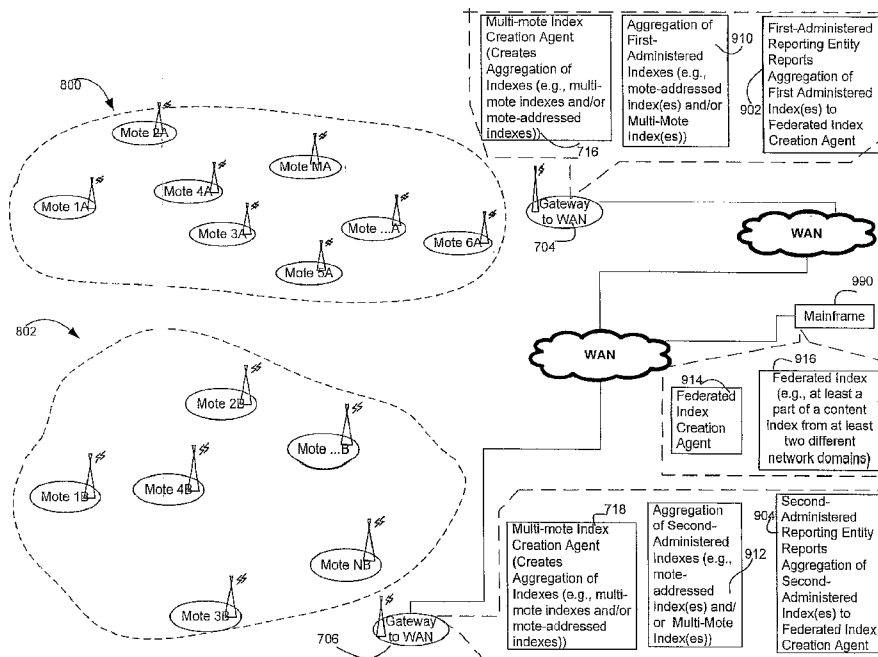 Multi-mote Index
Creation Agent
(Creates
Aggregation of
Indexes (e.g., multi-
mote indexes and/or
mote-addressed
indexes))
716
Aggregation of
First-
Administered
Indexes (e.g.,
mote-addressed
Index(es) and/or
Multi-Mote
Index(es))
910
First-Administered
Reporting Entity
Reports
Aggregation of
First Administered
Index(es) to
Federated Index
Creation Agent
902
800
Mote 2A
Mote MA
Mote 1A
Mote 4A
Mote 3A
Mote ...A
Mote 6A
Mote 5A
Gateway
to WAN
704
WAN
990
Mainframe
WAN
916
Federated Index
(e.g., at least a
part of a content
index from at least
two different
network domains)
914
Federated
Index
Creation
Agent
802
Mote 2B
Mote ...B
Mote 1B
Mote 4B
Mote NB
Mote 3B
Gateway
to WAN
706
718
Multi-mote Index
Creation Agent
(Creates
Aggregation of
Indexes (e.g., multi-
mote indexes and/or
mote-addressed
indexes))
Aggregation
of Second-
Administered
Indexes (e.g.,
mote-
addressed
index(es) and/
or Multi-Mote
Index(es))
912
904
Second-
Administered
Reporting Entity
Reports
Aggregation of
Second-
Administered
Index(es) to
Federated Index
Creation Agent